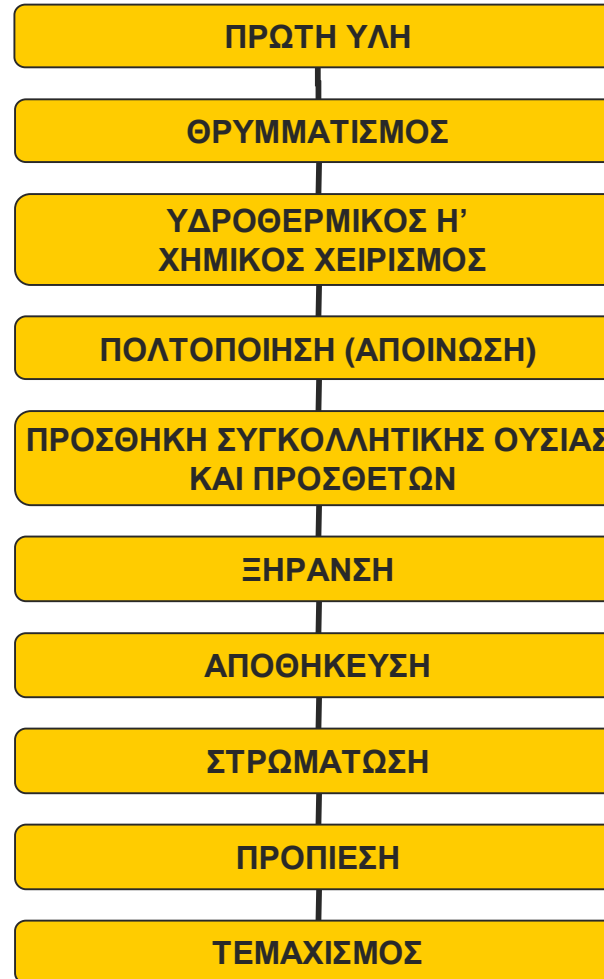 ΠΡΩΤΗ ΥΛΗ
ΘΡΥΜΜΑΤΙΣΜΟΣ
ΥΔΡΟΘΕΡΜΙΚΟΣ Η’
ΧΗΜΙΚΟΣ ΧΕΙΡΙΣΜΟΣ
ΠΟΛΤΟΠΟΙΗΣΗ (ΑΠΟΙΝΩΣΗ)
ΠΡΟΣΘΗΚΗ ΣΥΓΚΟΛΛΗΤΙΚΗΣ ΟΥΣΙΑΣ
ΚΑΙ ΠΡΟΣΘΕΤΩΝ
ΞΗΡΑΝΣΗ
ΑΠΟΘΗΚΕΥΣΗ
ΣΤΡΩΜΑΤΩΣΗ
ΠΡΟΠΙΕΣΗ
ΤΕΜΑΧΙΣΜΟΣ